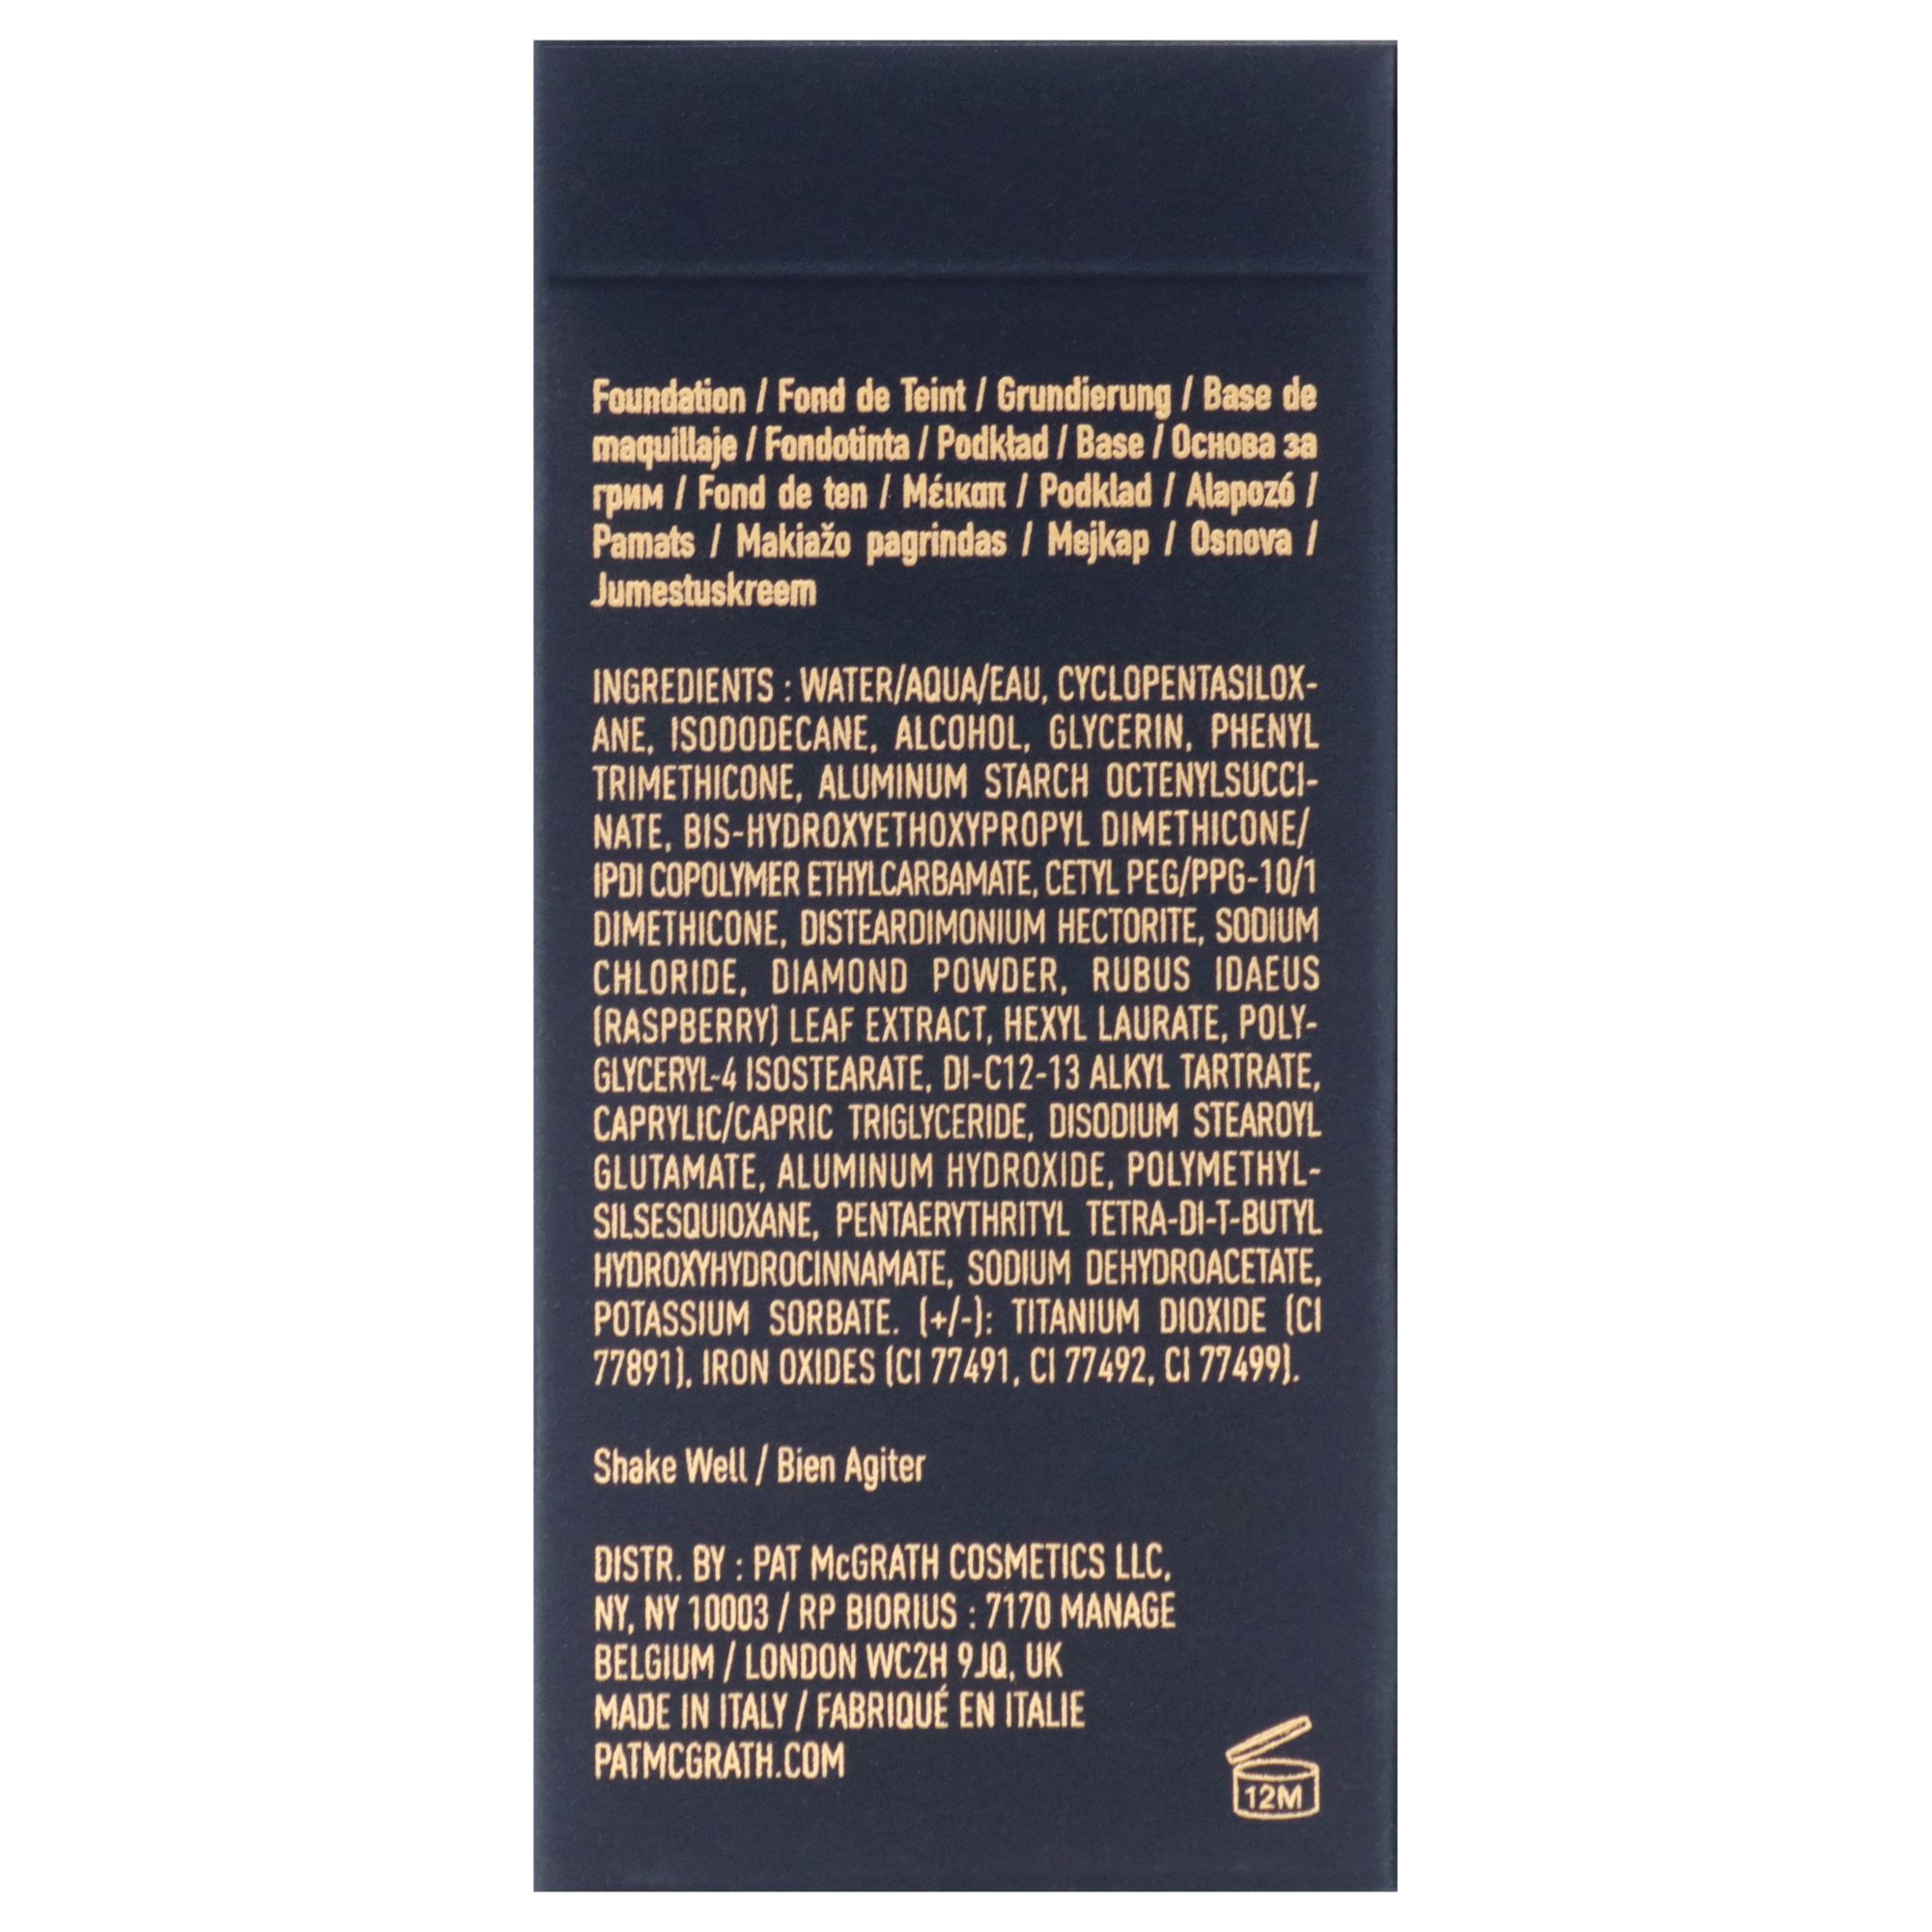 Foundation / Fond de Teint / Grundierung / Base de
maquillaje / Fondotinta / Podkład / Base / Основа за
грим / Fond de ten / Μέικαπ / Podklad / Alapozó /
Pamats / Makiažo pagrindas / Mejkap / Osnova /
Jumestuskreem
INGREDIENTS : WATER/AQUA/EAU, CYCLOPENTASILOX-
ANE, ISODODECANE, ALCOHOL, GLYCERIN, PHENYL
TRIMETHICONE, ALUMINUM STARCH OCTENYLSUCCI-
NATE, BIS-HYDROXYETHOXYPROPYL DIMETHICONE/
IPDI COPOLYMER ETHYLCARBAMATE, CETYL PEG/PPG-10/1
DIMETHICONE, DISTEARDIMONIUM HECTORITE, SODIUM
CHLORIDE, DIAMOND POWDER, RUBUS IDAEUS
(RASPBERRY) LEAF EXTRACT, HEXYL LAURATE, POLY-
GLYCERYL-4 ISOSTEARATE, DI-C12-13 ALKYL TARTRATE,
CAPRYLIC/CAPRIC TRIGLYCERIDE, DISODIUM STEAROYL
GLUTAMATE, ALUMINUM HYDROXIDE, POLYMETHYL-
SILSESQUIOXANE, PENTAERYTHRITYL TETRA-DI-T-BUTYL
HYDROXYHYDROCINNAMATE, SODIUM DEHYDROACETATE,
POTASSIUM SORBATE. (+/-): TITANIUM DIOXIDE (CI
77891), IRON OXIDES (CI 77491, CI 77492, CI 77499).
Shake Well / Bien Agiter
DISTR. BY : PAT McGRATH COSMETICS LLC,
NY, NY 10003 / RP BIORIUS : 7170 MANAGE
BELGIUM / LONDON WC2H 9JQ, UK
MADE IN ITALY / FABRIQUÉ EN ITALIE
PATMCGRATH.COM
12M